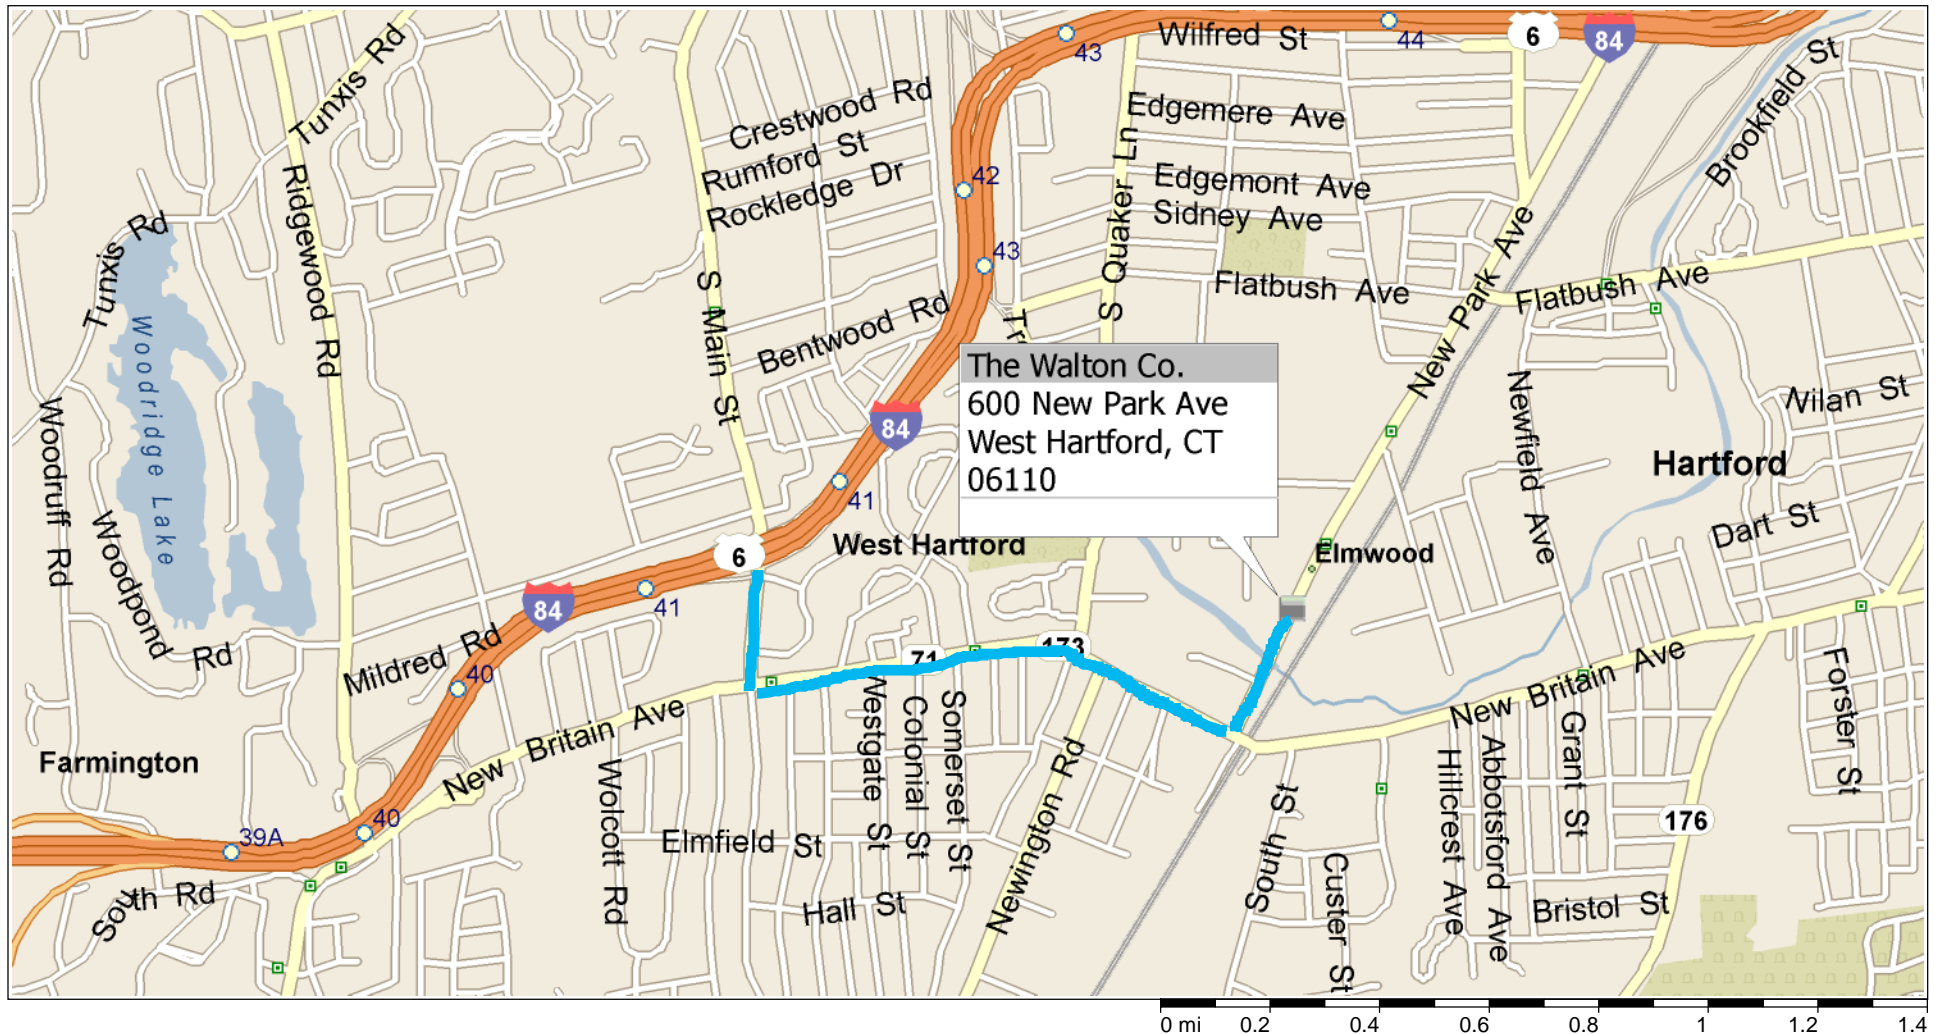 Wilfred St
43
44
6
84
Tunxis Rd
Brookfield St
Crestwood Rd
Edgemere Ave
Rumford St
Rockledge Dr
42
Edgemont Ave
Sidney Ave
Ridgewood Rd
S Quaker Ln
Tunxis Rd
43
New Park Ave
Flatbush Ave
Flatbush Ave
S Main St
Bentwood Rd
Woodridge Lake
The Walton Co.
600 New Park Ave
West Hartford, CT
06110
84
Newfield Ave
Hartford
Woodruff Rd
41
Dart St
Woodpond Rd
6
West Hartford
Elmwood
84
41
Mildred Rd
40
71
173
New Britain Ave
New Britain Ave
Westgate St
Colonial St
Somerset St
Newington Rd
Forster St
Farmington
Wolcott Rd
South St
Hillcrest Ave
Abbotsford Ave
Grant St
176
39A
40
Elmfield St
Custer St
South Rd
Hall St
Bristol St
0 mi 0.2 0.4 0.6 0.8 1 1.2 1.4